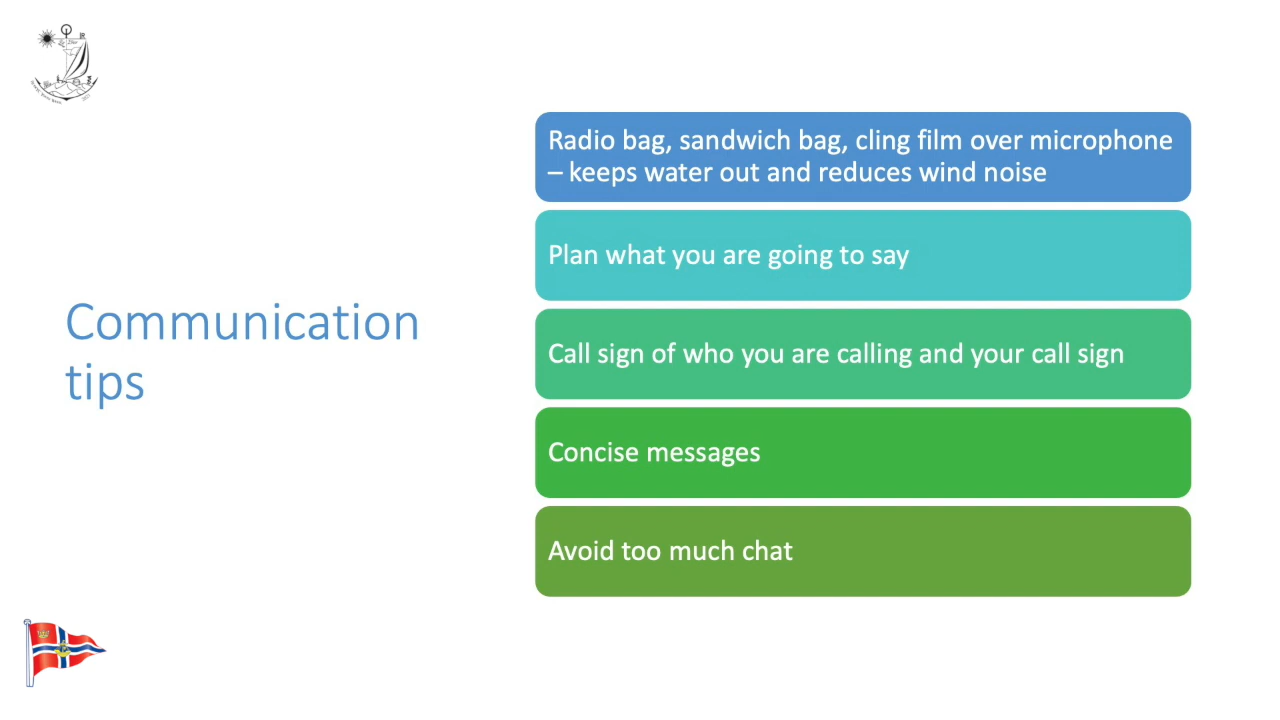 Communication
tips
Radio bag, sandwich bag, cling film over microphone
– keeps water out and reduces wind noise
Plan what you are going to say
Call sign of who you are calling and your call sign
Concise messages
Avoid too much chat